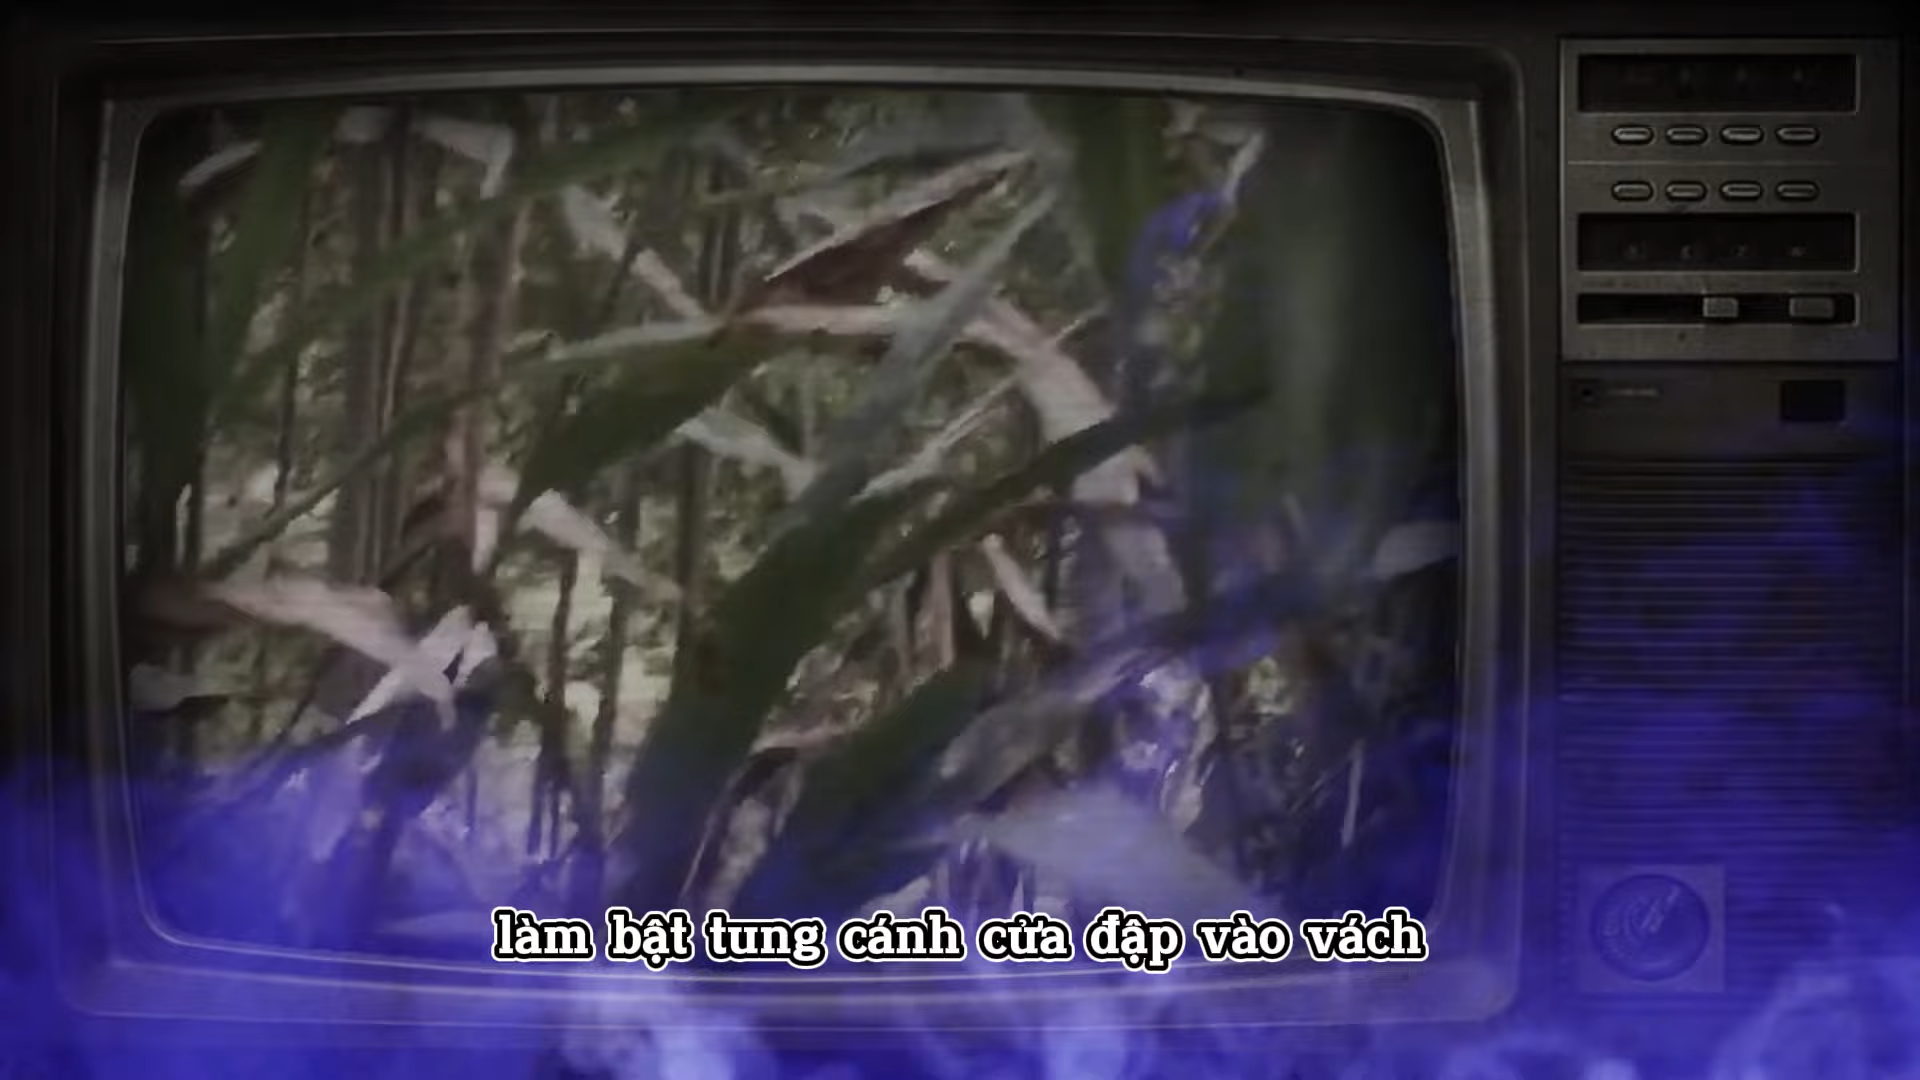 làm bật tung cánh cửa đập vào vách